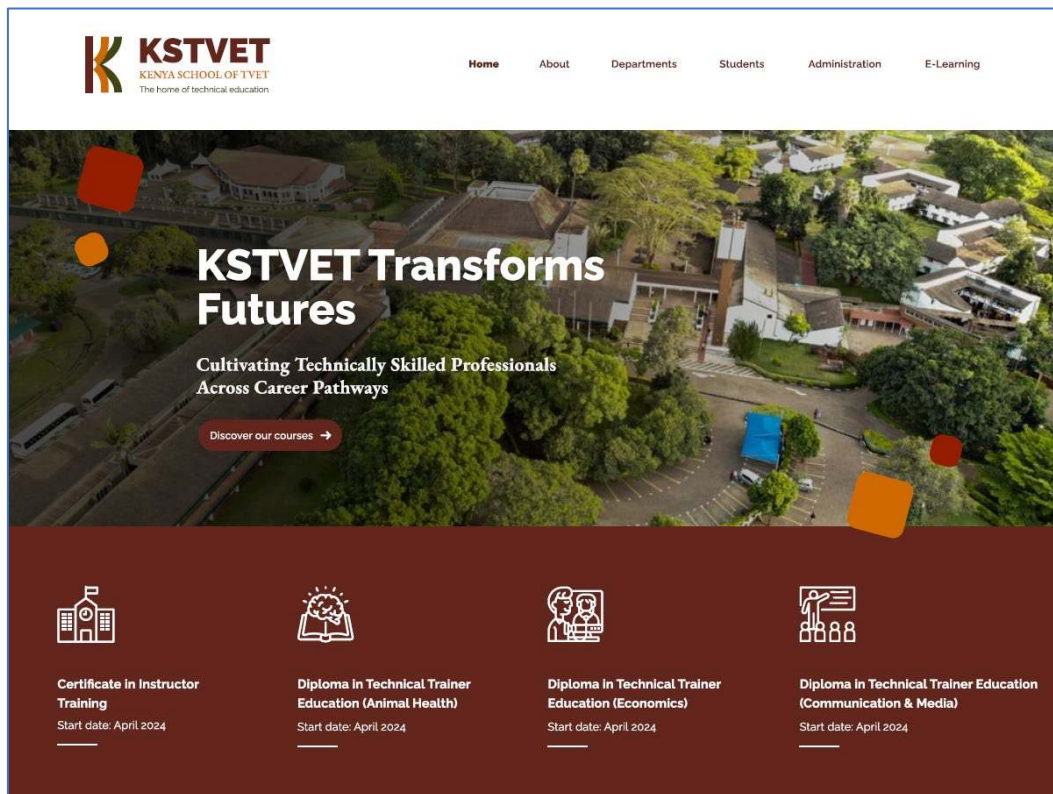 KSTVET
KENYA SCHOOL OF TVET
The home of technical education
Home About Departments Students Administration E-Learning
KSTVET Transforms
Futures
Cultivating Technically Skilled Professionals
Across Career Pathways
Discover our courses →
Certificate in Instructor
Training
Start date: April 2024
Diploma in Technical Trainer
Education (Animal Health)
Start date: April 2024
Diploma in Technical Trainer
Education (Economics)
Start date: April 2024
Diploma in Technical Trainer Education
(Communication & Media)
Start date: April 2024